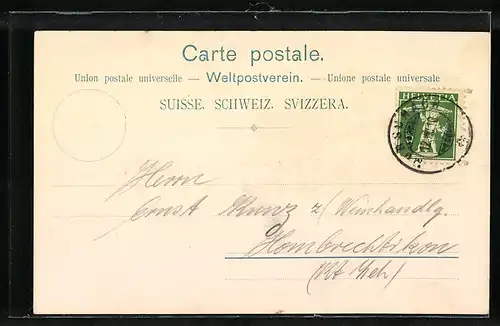 Carte postale.
Union postale universelle — Weltpostverein. — Unione postale universale
SUISSE. SCHWEIZ. SVIZZERA.
HELVETIA
Herrn
Ernst Kunz z/ Weinhandlg.
Hombrechtikon
(Kt Zch)